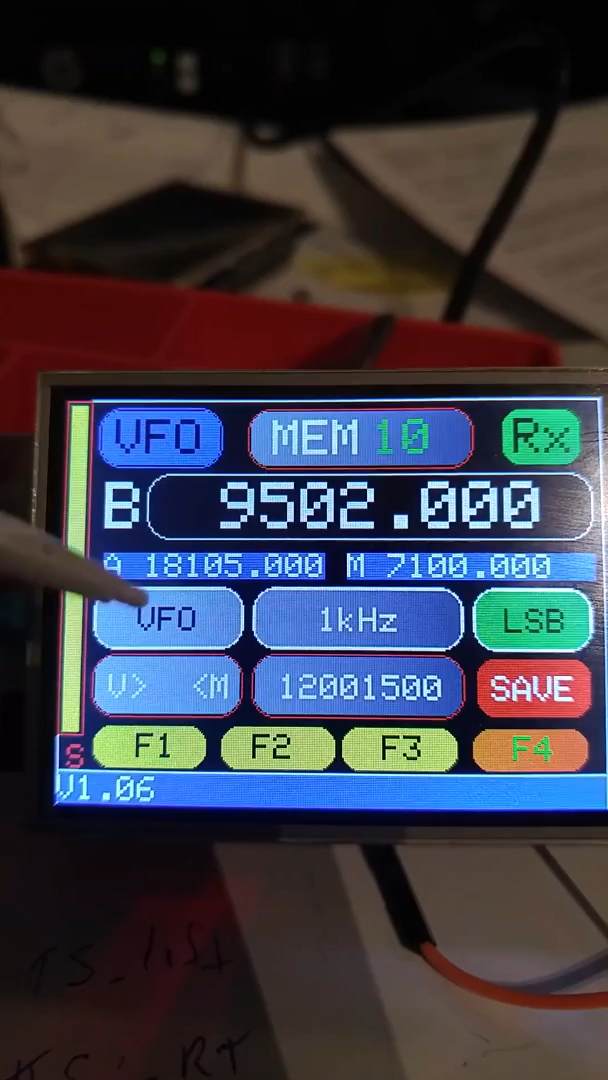 VFO MEM 10 Rx
B 9502.000
A 18105.000 M 7100.000
VFO 1kHz LSB
V> <M 12001500 SAVE
S F1 F2 F3 F4
V1.06
TS_list